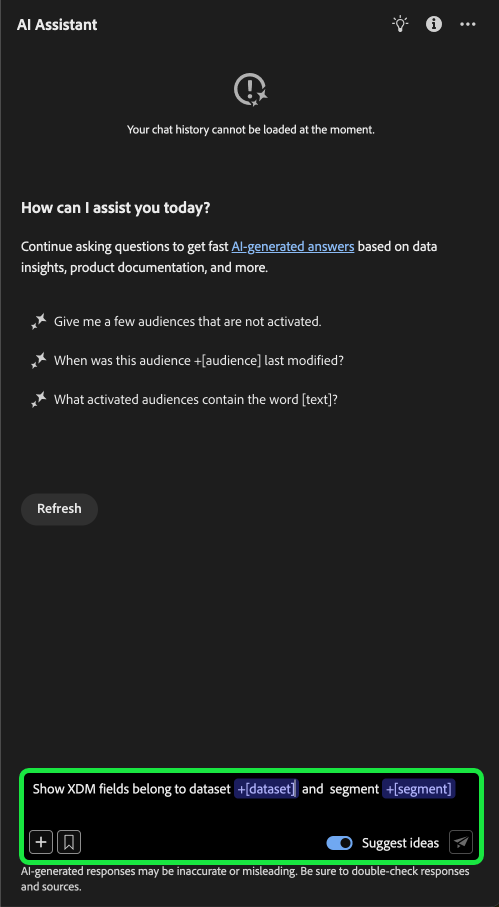 AI Assistant
Your chat history cannot be loaded at the moment.
How can I assist you today?
Continue asking questions to get fast AI-generated answers based on data
insights, product documentation, and more.
Give me a few audiences that are not activated.
When was this audience +[audience] last modified?
What activated audiences contain the word [text]?
Refresh
Show XDM fields belong to dataset +[dataset] and segment +[segment]
Suggest ideas
AI-generated responses may be inaccurate or misleading. Be sure to double-check responses
and sources.